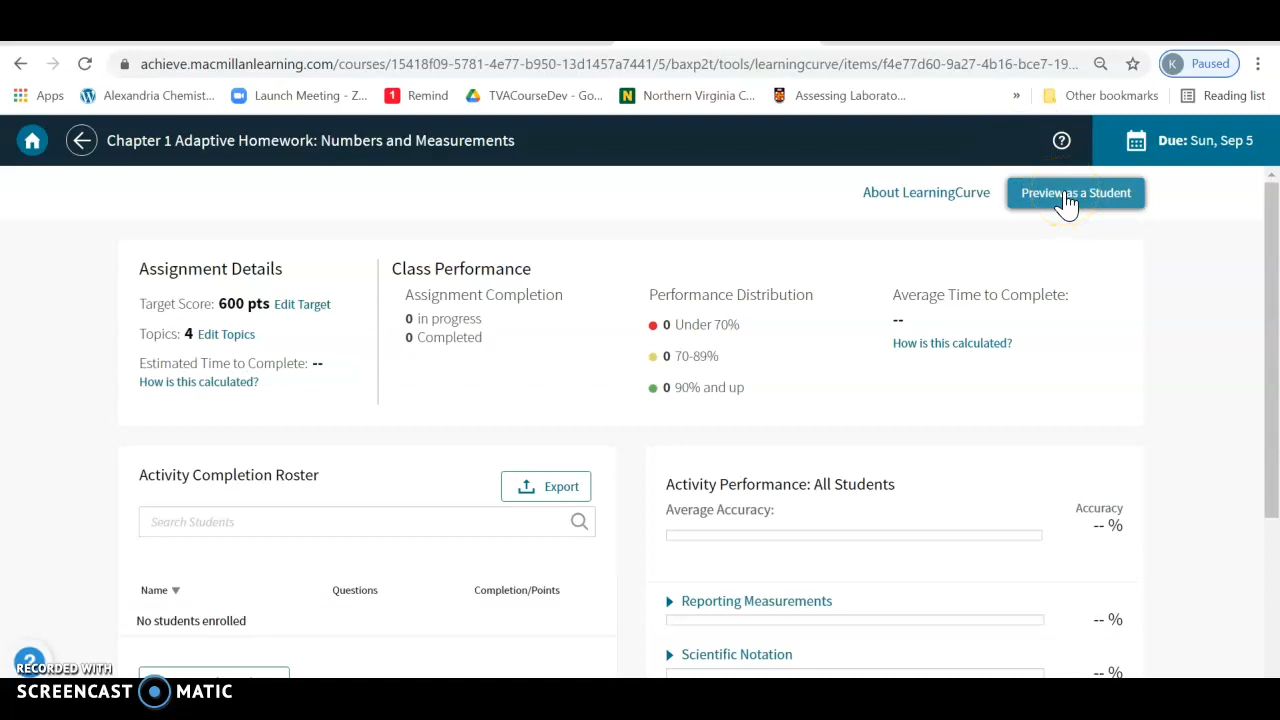 achieve.macmillanlearning.com/courses/15418f09-5781-4e77-b950-13d1457a7441/5/baxp2t/tools/learningcurve/items/f4e77d60-9a27-4b16-bce7-19...
K Paused
Apps Alexandria Chemist... Launch Meeting - Z... 1 Remind TVACourseDev - Go... N Northern Virginia C... Assessing Laborato... » Other bookmarks Reading list
Chapter 1 Adaptive Homework: Numbers and Measurements ? Due: Sun, Sep 5
About LearningCurve Preview as a Student
Assignment Details
Target Score: 600 pts Edit Target
Topics: 4 Edit Topics
Estimated Time to Complete: --
How is this calculated?
Class Performance
Assignment Completion
0 in progress
0 Completed
Performance Distribution
0 Under 70%
0 70-89%
0 90% and up
Average Time to Complete:
--
How is this calculated?
Activity Completion Roster
Export
Search Students
Name Questions Completion/Points
No students enrolled
Activity Performance: All Students
Average Accuracy: Accuracy
-- %
Reporting Measurements
-- %
Scientific Notation
-- %
?
RECORDED WITH
SCREENCAST MATIC